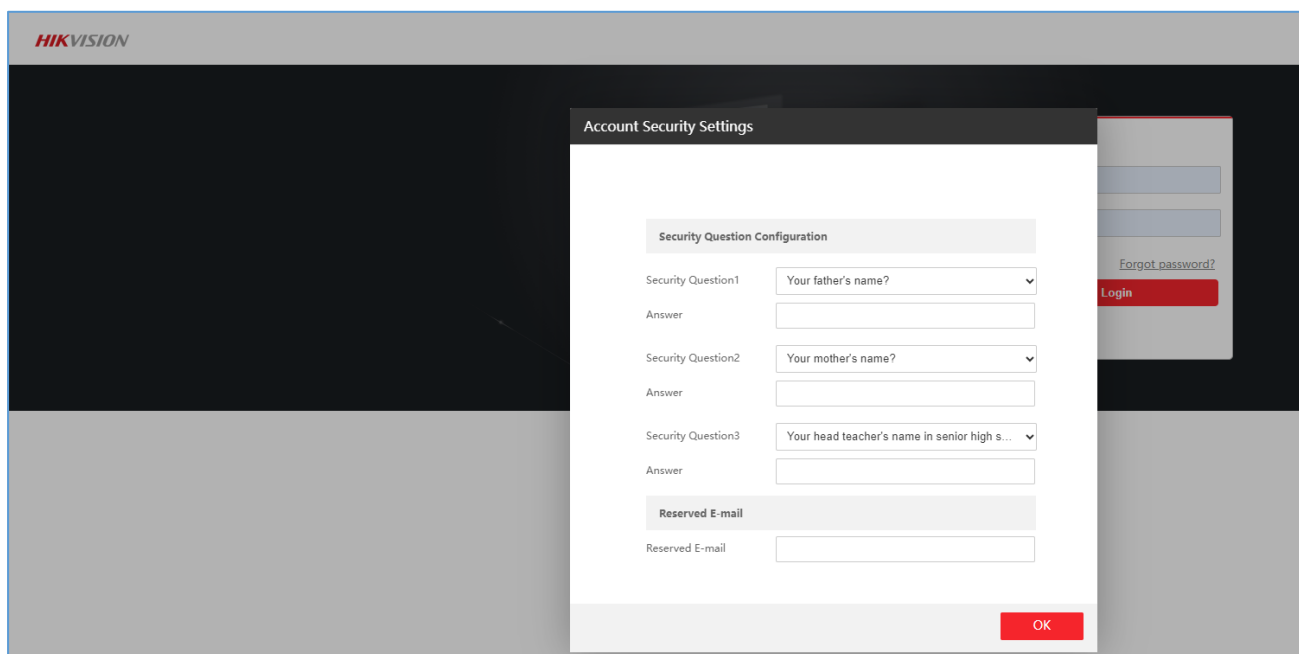 HIKVISION
Account Security Settings
Security Question Configuration
Security Question1 Your father's name?
Answer
Security Question2 Your mother's name?
Answer
Security Question3 Your head teacher's name in senior high s...
Answer
Reserved E-mail
Reserved E-mail
OK
Forgot password?
Login